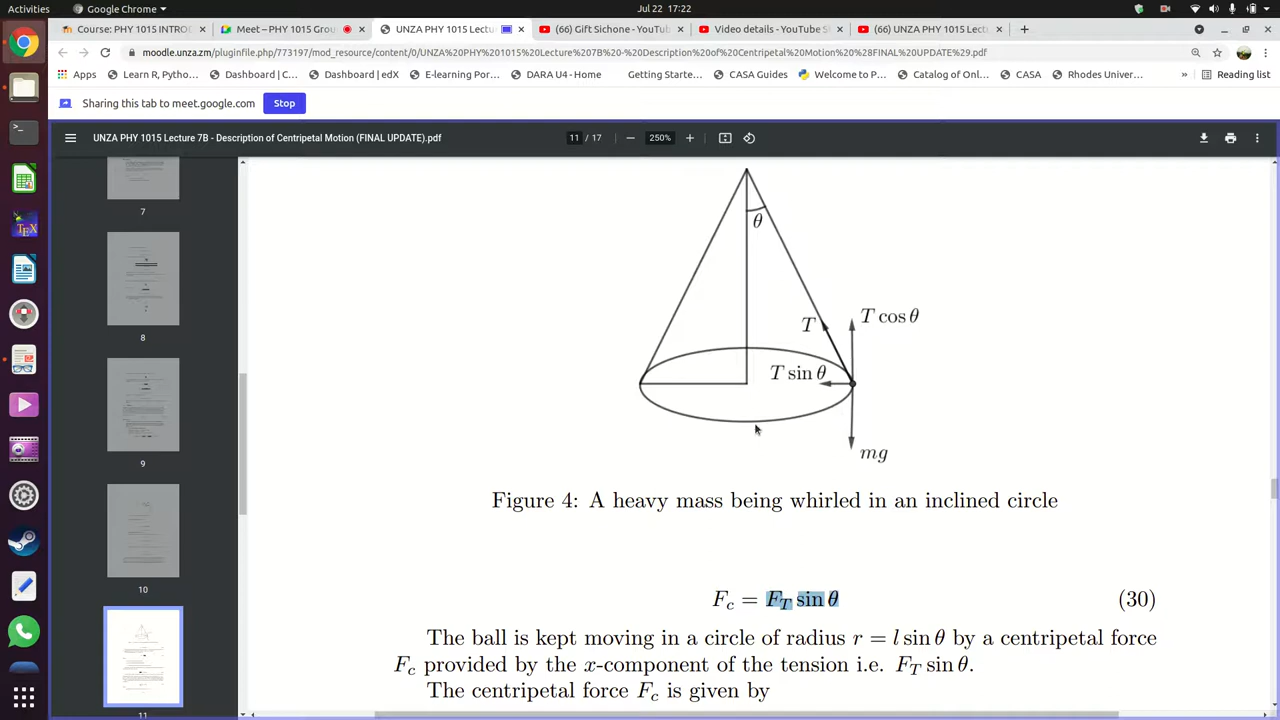 Activities
Google Chrome
Jul 22 17:22
Course: PHY 1015 INTROD
Meet – PHY 1015 Grou
UNZA PHY 1015 Lectu
(66) Gift Sichone - YouTu
Video details - YouTube S
(66) UNZA PHY 1015 Lect
moodle.unza.zm/pluginfile.php/773197/mod_resource/content/0/UNZA%20PHY%201015%20Lecture%207B%20-%20Description%20of%20Centripetal%20Motion%20%28FINAL%20UPDATE%29.pdf
Apps
Learn R, Python...
Dashboard | C...
Dashboard | edX
E-learning Por...
DARA U4 - Home
Getting Starte...
CASA Guides
Welcome to P...
Catalog of Onl...
CASA
Rhodes Univer...
»
Reading list
Sharing this tab to meet.google.com
Stop
UNZA PHY 1015 Lecture 7B - Description of Centripetal Motion (FINAL UPDATE).pdf
11 / 17
250%
7
8
9
10
11
θ
T
T cos θ
T sin θ
mg
Figure 4: A heavy mass being whirled in an inclined circle
F_c = F_T sin θ (30)
The ball is kept moving in a circle of radius r = l sin θ by a centripetal force
F_c provided by the x-component of the tension i.e. F_T sin θ.
The centripetal force F_c is given by